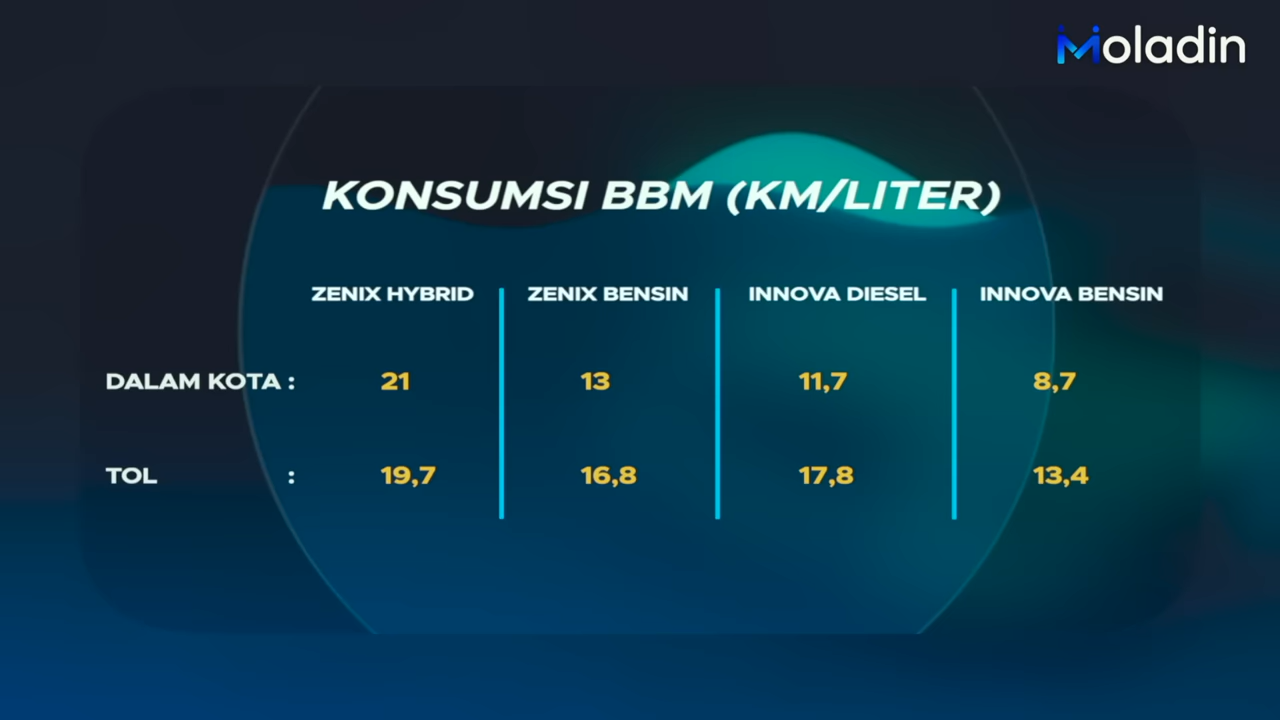 Moladin
KONSUMSI BBM (KM/LITER)
ZENIX HYBRID ZENIX BENSIN INNOVA DIESEL INNOVA BENSIN
DALAM KOTA : 21 13 11,7 8,7
TOL : 19,7 16,8 17,8 13,4